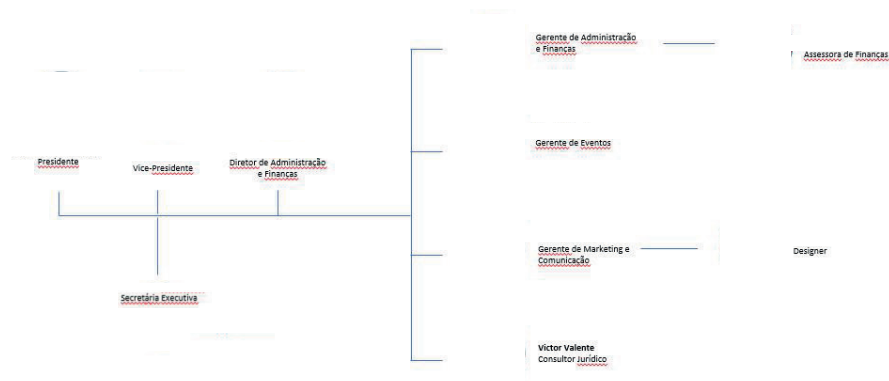 Gerente de Administração
e Finanças
Assessora de Finanças
Gerente de Eventos
Presidente
Vice-Presidente
Diretor de Administração
e Finanças
Gerente de Marketing e
Comunicação
Designer
Secretária Executiva
Victor Valente
Consultor Jurídico